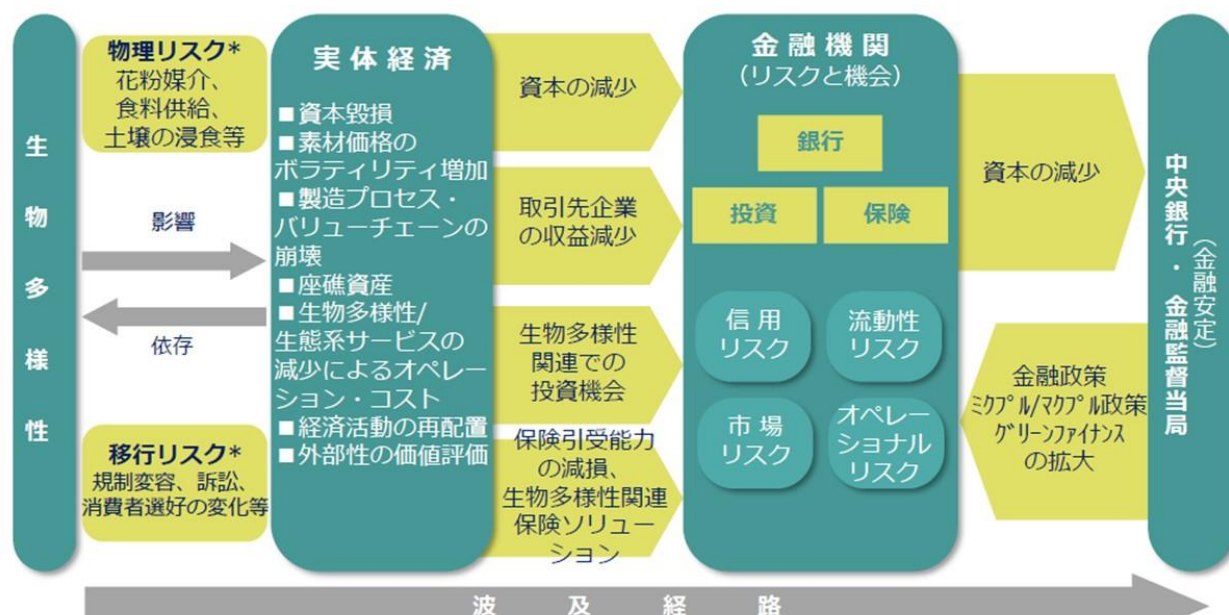 生物多様性
物理リスク*
花粉媒介、
食料供給、
土壌の浸食等
影響
依存
移行リスク*
規制変容、訴訟、
消費者選好の変化等
実体経済
■資本毀損
■素材価格の
ボラティリティ増加
■製造プロセス・
バリューチェーンの
崩壊
■座礁資産
■生物多様性/
生態系サービスの
減少によるオペレー
ション・コスト
■経済活動の再配置
■外部性の価値評価
資本の減少
取引先企業
の収益減少
生物多様性
関連での
投資機会
保険引受能力
の減損、
生物多様性関連
保険ソリュー
ション
金融機関
(リスクと機会)
銀行
投資
保険
信用
リスク
流動性
リスク
市場
リスク
オペレー
ショナル
リスク
資本の減少
金融政策
ミクプル/マクプル政策
グリーンファイナンス
の拡大
中央銀行・金融監督当局
(金融安定)
波及経路